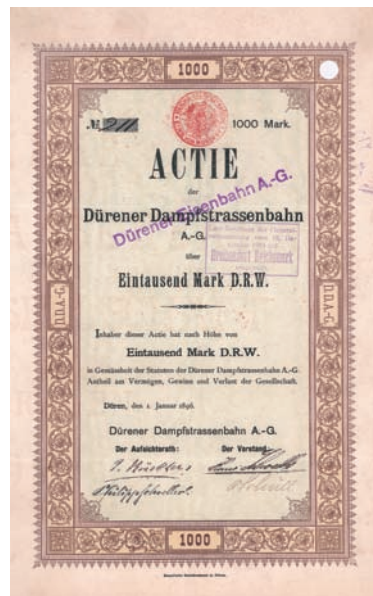 1000
№ 211
1000 Mark.
ACTIE
der
Dürener Eisenbahn A.-G.
Dürener Dampfstrassenbahn
A.-G.
über
Dreihundert Reichsmark
Eintausend Mark D.R.W.
D.D.A.-G.
D.D.A.-G.
Inhaber dieser Actie hat nach Höhe von
Eintausend Mark D.R.W.
in Gemässheit der Statuten der Dürener Dampfstrassenbahn A.-G.
Antheil am Vermögen, Gewinn und Verlust der Gesellschaft.
Düren, den 1. Januar 1896.
Dürener Dampfstrassenbahn A.-G.
Der Aufsichtsrath:
Der Vorstand:
1000